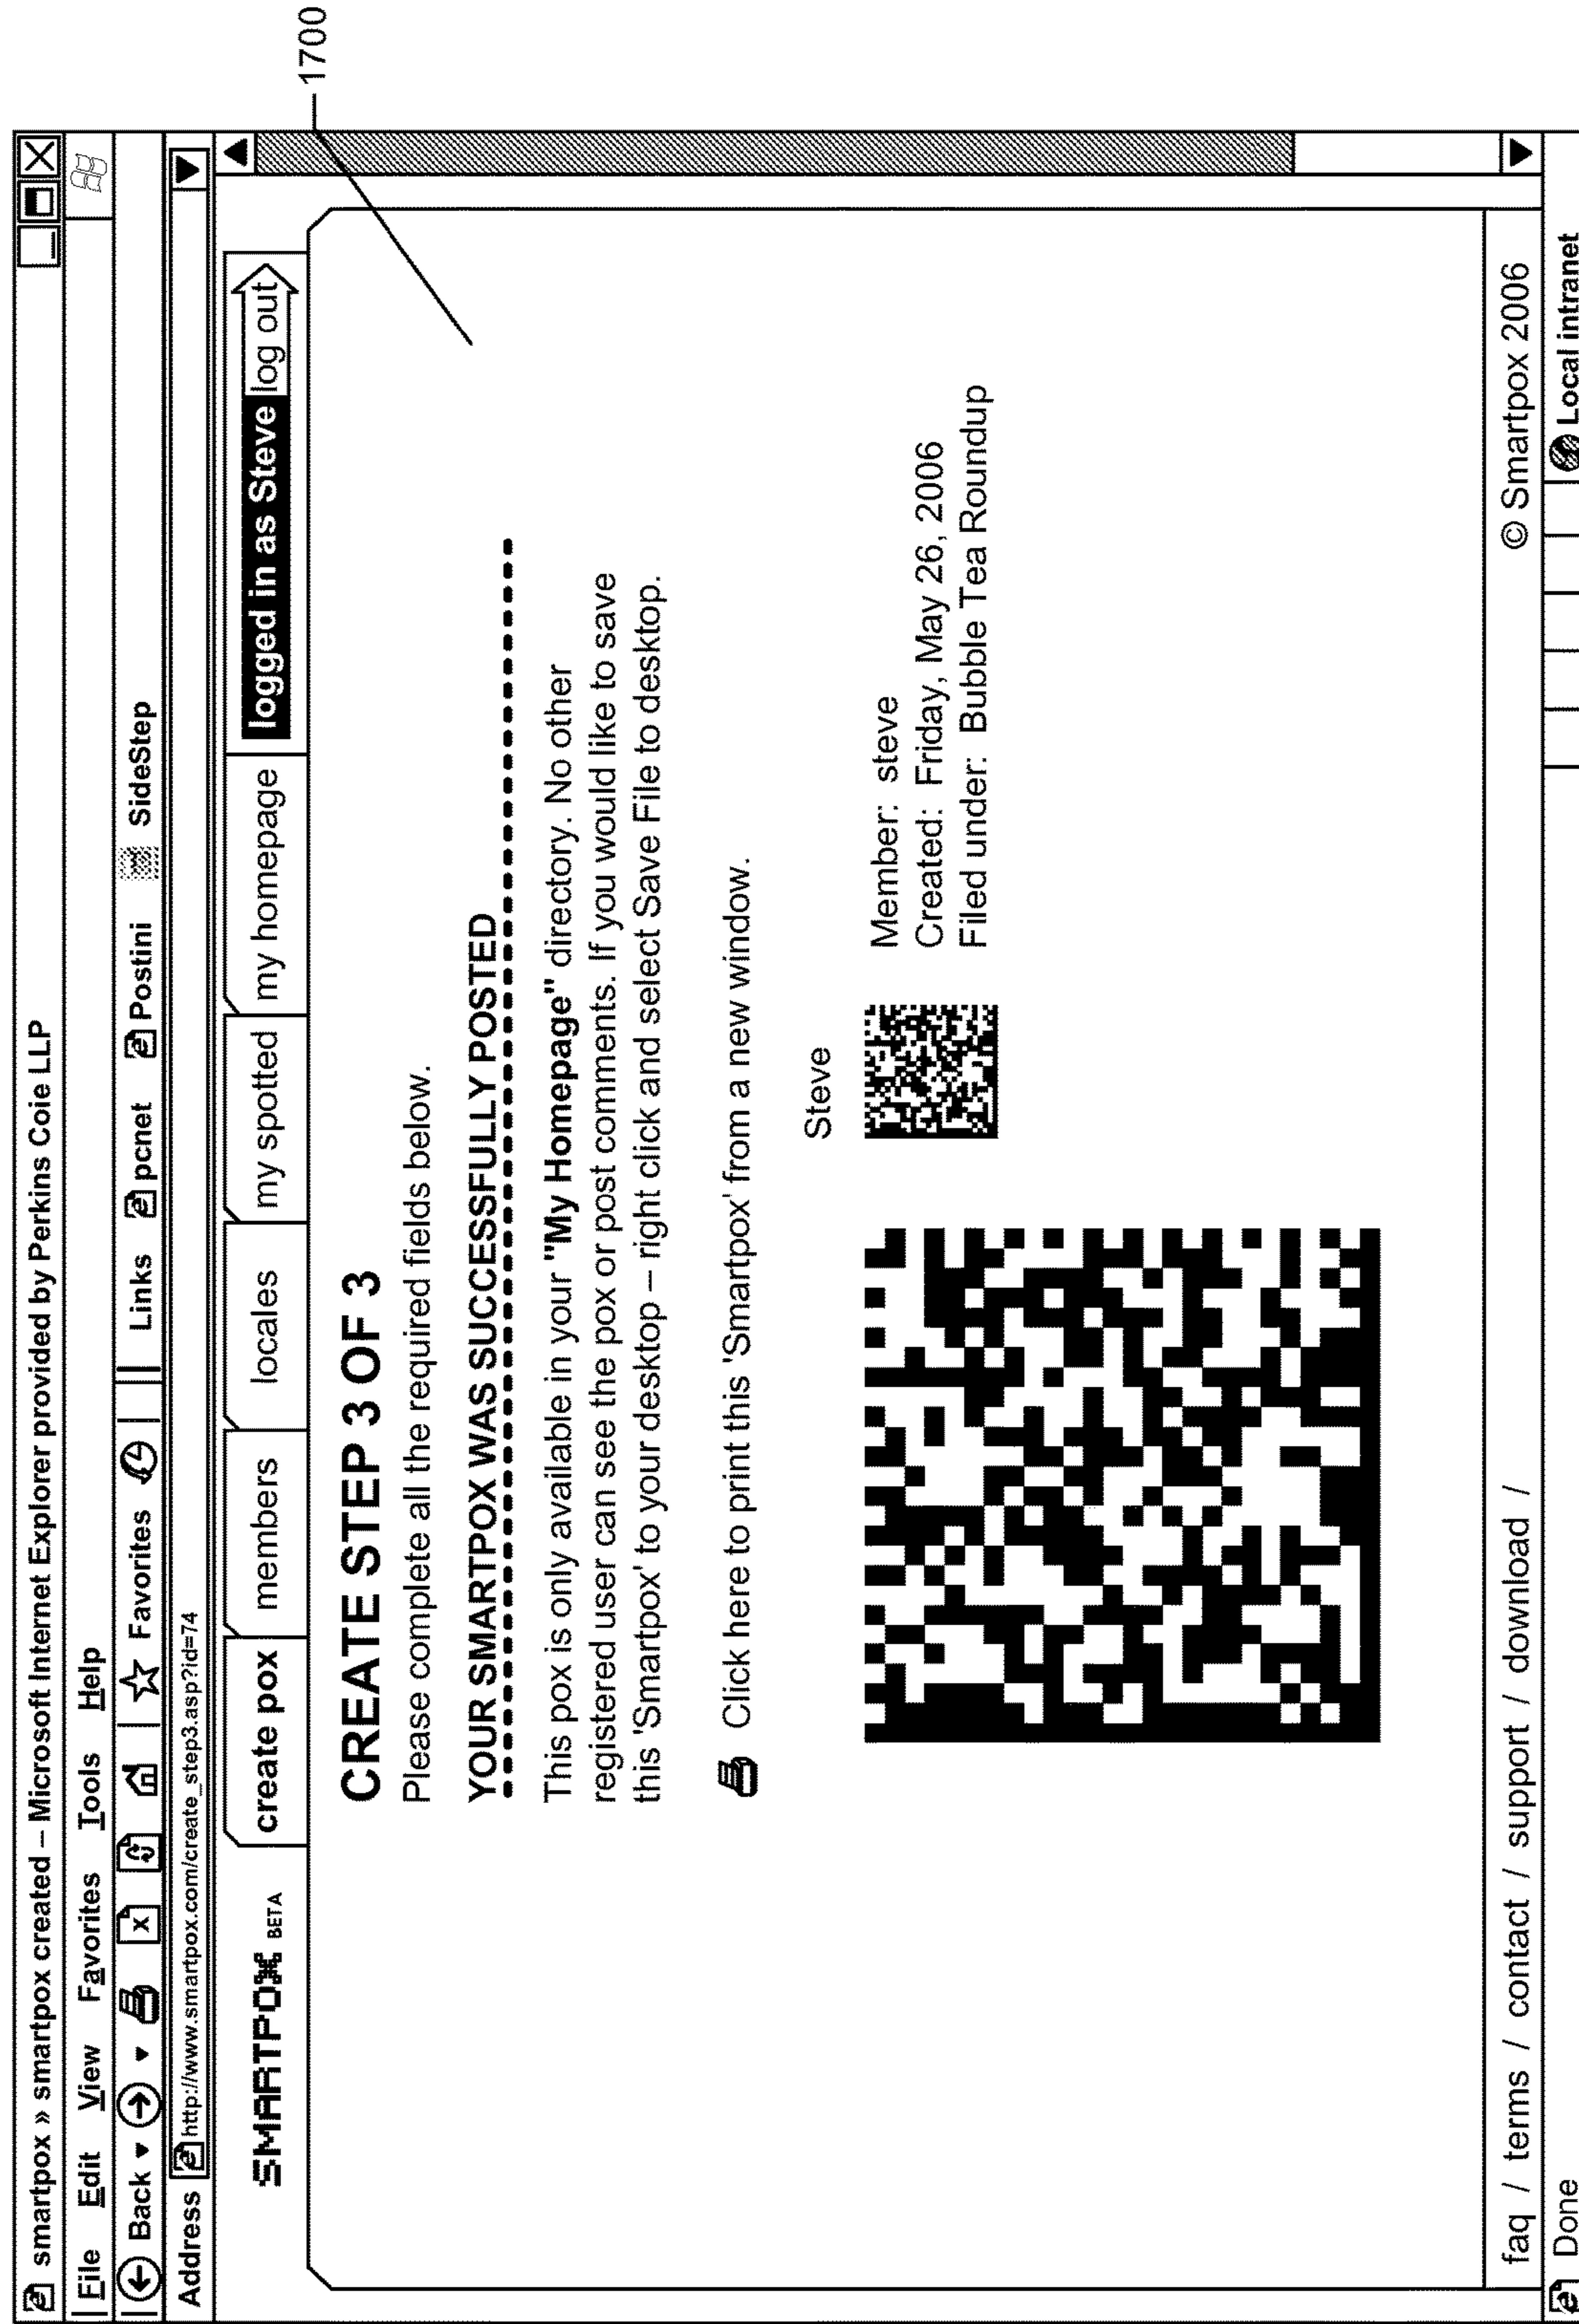 smartpox » smartpox created – Microsoft Internet Explorer provided by Perkins Coie LLP
File Edit View Favorites Tools Help
Back Favorites Links pcnet Postini SideStep
Address http://www.smartpox.com/create_step3.asp?id=74
SMARTPOX BETA create pox members locales my spotted my homepage logged in as Steve log out
1700
CREATE STEP 3 OF 3
Please complete all the required fields below.
YOUR SMARTPOX WAS SUCCESSFULLY POSTED
This pox is only available in your "My Homepage" directory. No other
registered user can see the pox or post comments. If you would like to save
this 'Smartpox' to your desktop – right click and select Save File to desktop.
Click here to print this 'Smartpox' from a new window.
Steve
Member: steve
Created: Friday, May 26, 2006
Filed under: Bubble Tea Roundup
faq / terms / contact / support / download / © Smartpox 2006
Done Local intranet